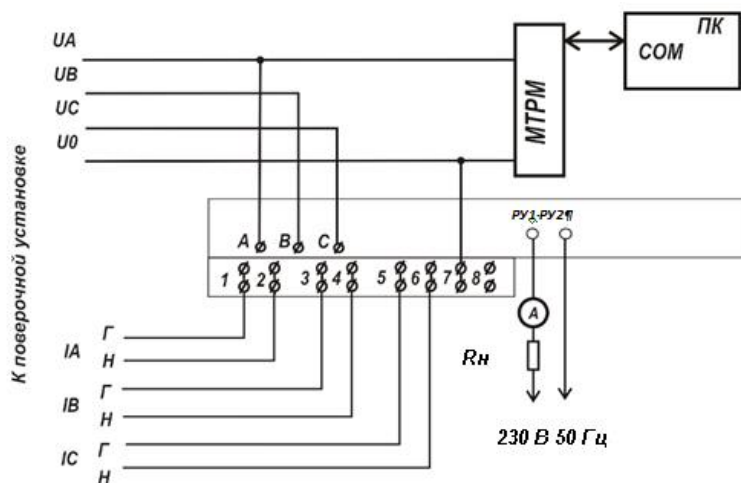 К поверочной установке
UA
UB
UC
U0
МТРМ
ПК
COM
РУ1-РУ2¶
A B C
1 2 3 4 5 6 7 8
IA Г
Н
IB Г
Н
IC Г
Н
A
Rн
230 В 50 Гц